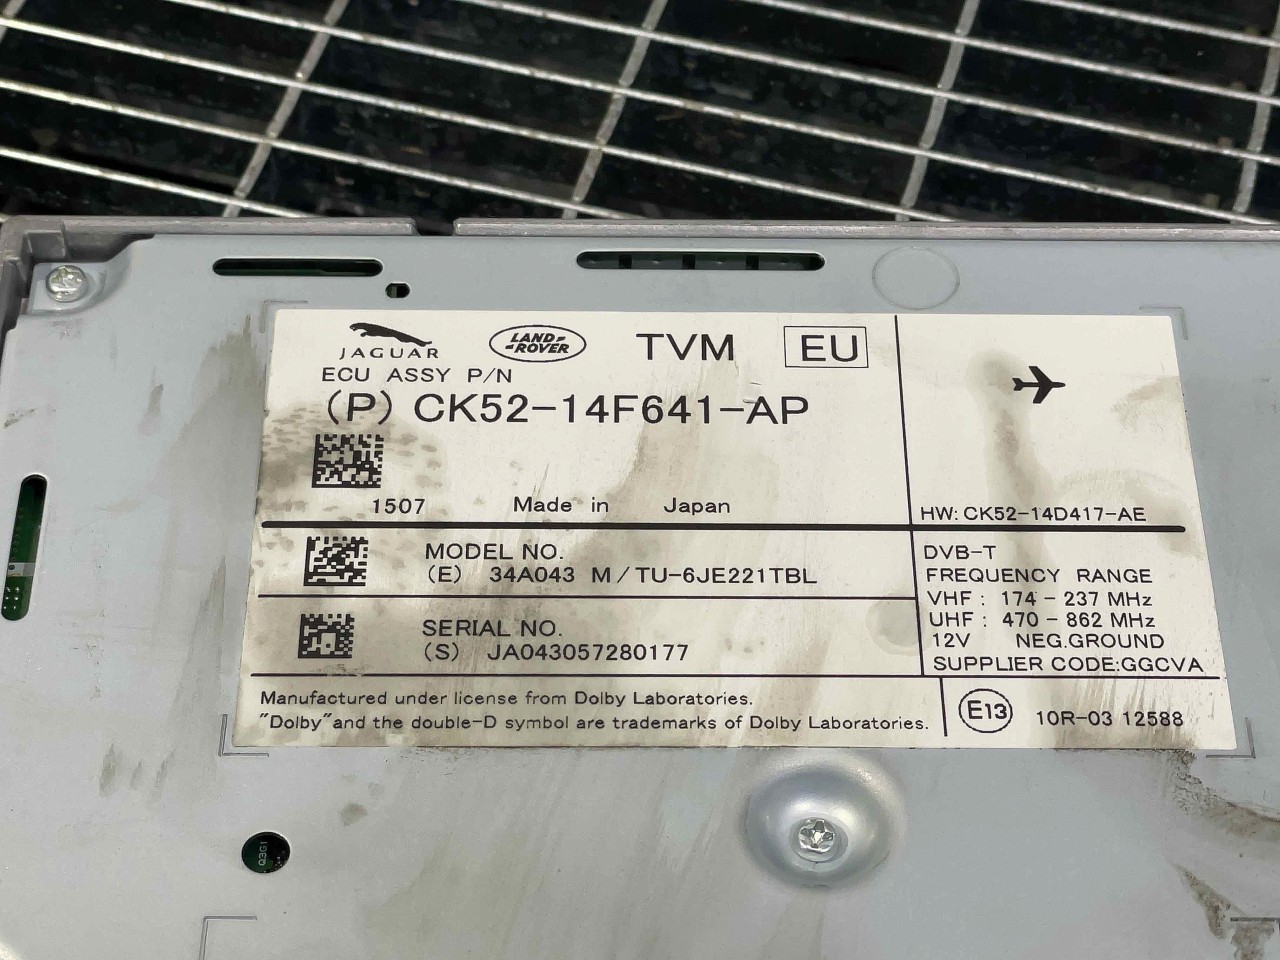 JAGUAR
LAND-
-ROVER
TVM
EU
ECU ASSY P/N
(P) CK52-14F641-AP
1507 Made in Japan
HW: CK52-14D417-AE
MODEL NO.
(E) 34A043 M/TU-6JE221TBL
SERIAL NO.
(S) JA043057280177
DVB-T
FREQUENCY RANGE
VHF : 174 - 237 MHz
UHF : 470 - 862 MHz
12V NEG.GROUND
SUPPLIER CODE:GGCVA
Manufactured under license from Dolby Laboratories.
"Dolby"and the double-D symbol are trademarks of Dolby Laboratories.
E13
10R-03 12588
Q3G1